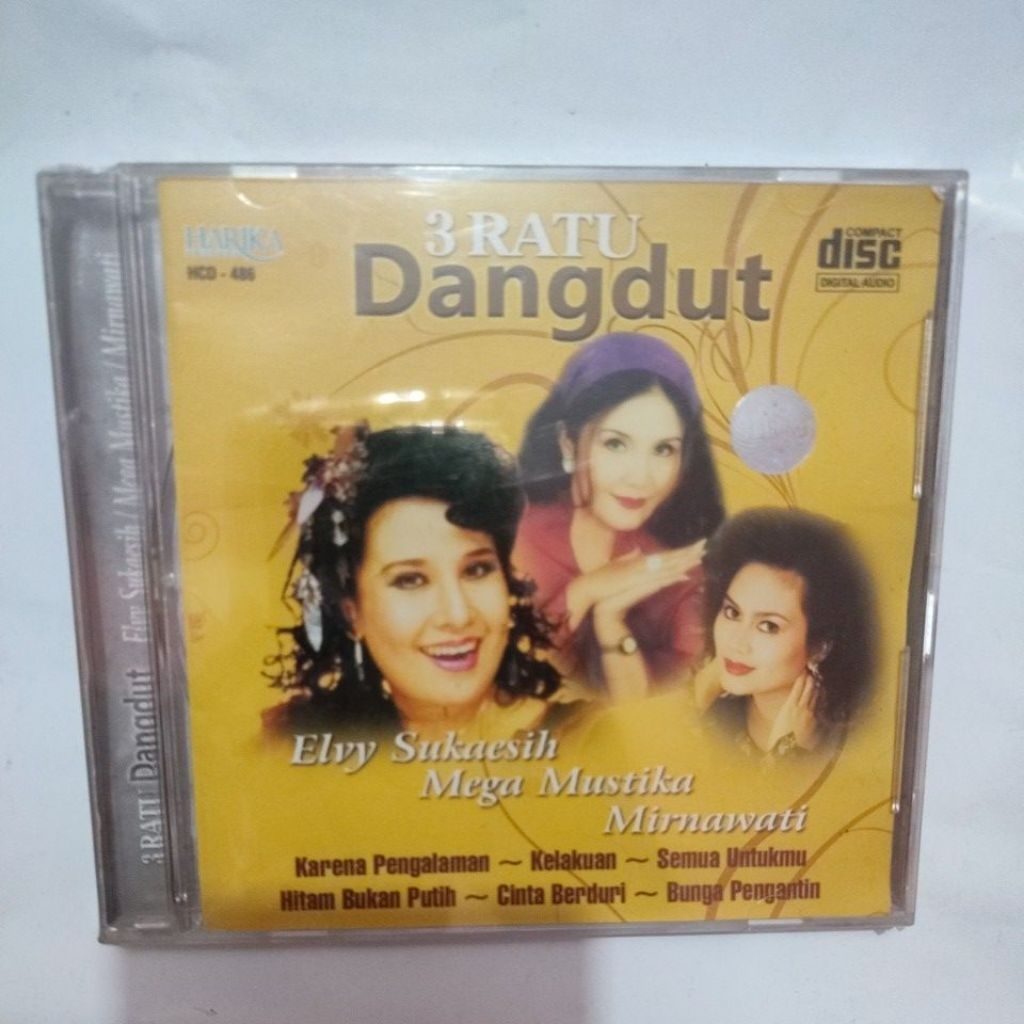 HARIKA
HCD - 486
3 RATU
Dangdut
COMPACT
disc
DIGITAL AUDIO
Elvy Sukaesih
Mega Mustika
Mirnawati
Karena Pengalaman ~ Kelakuan ~ Semua Untukmu
Hitam Bukan Putih ~ Cinta Berduri ~ Bunga Pengantin
3 RATU Dangdut Elvy Sukaesih / Mega Mustika / Mirnawati